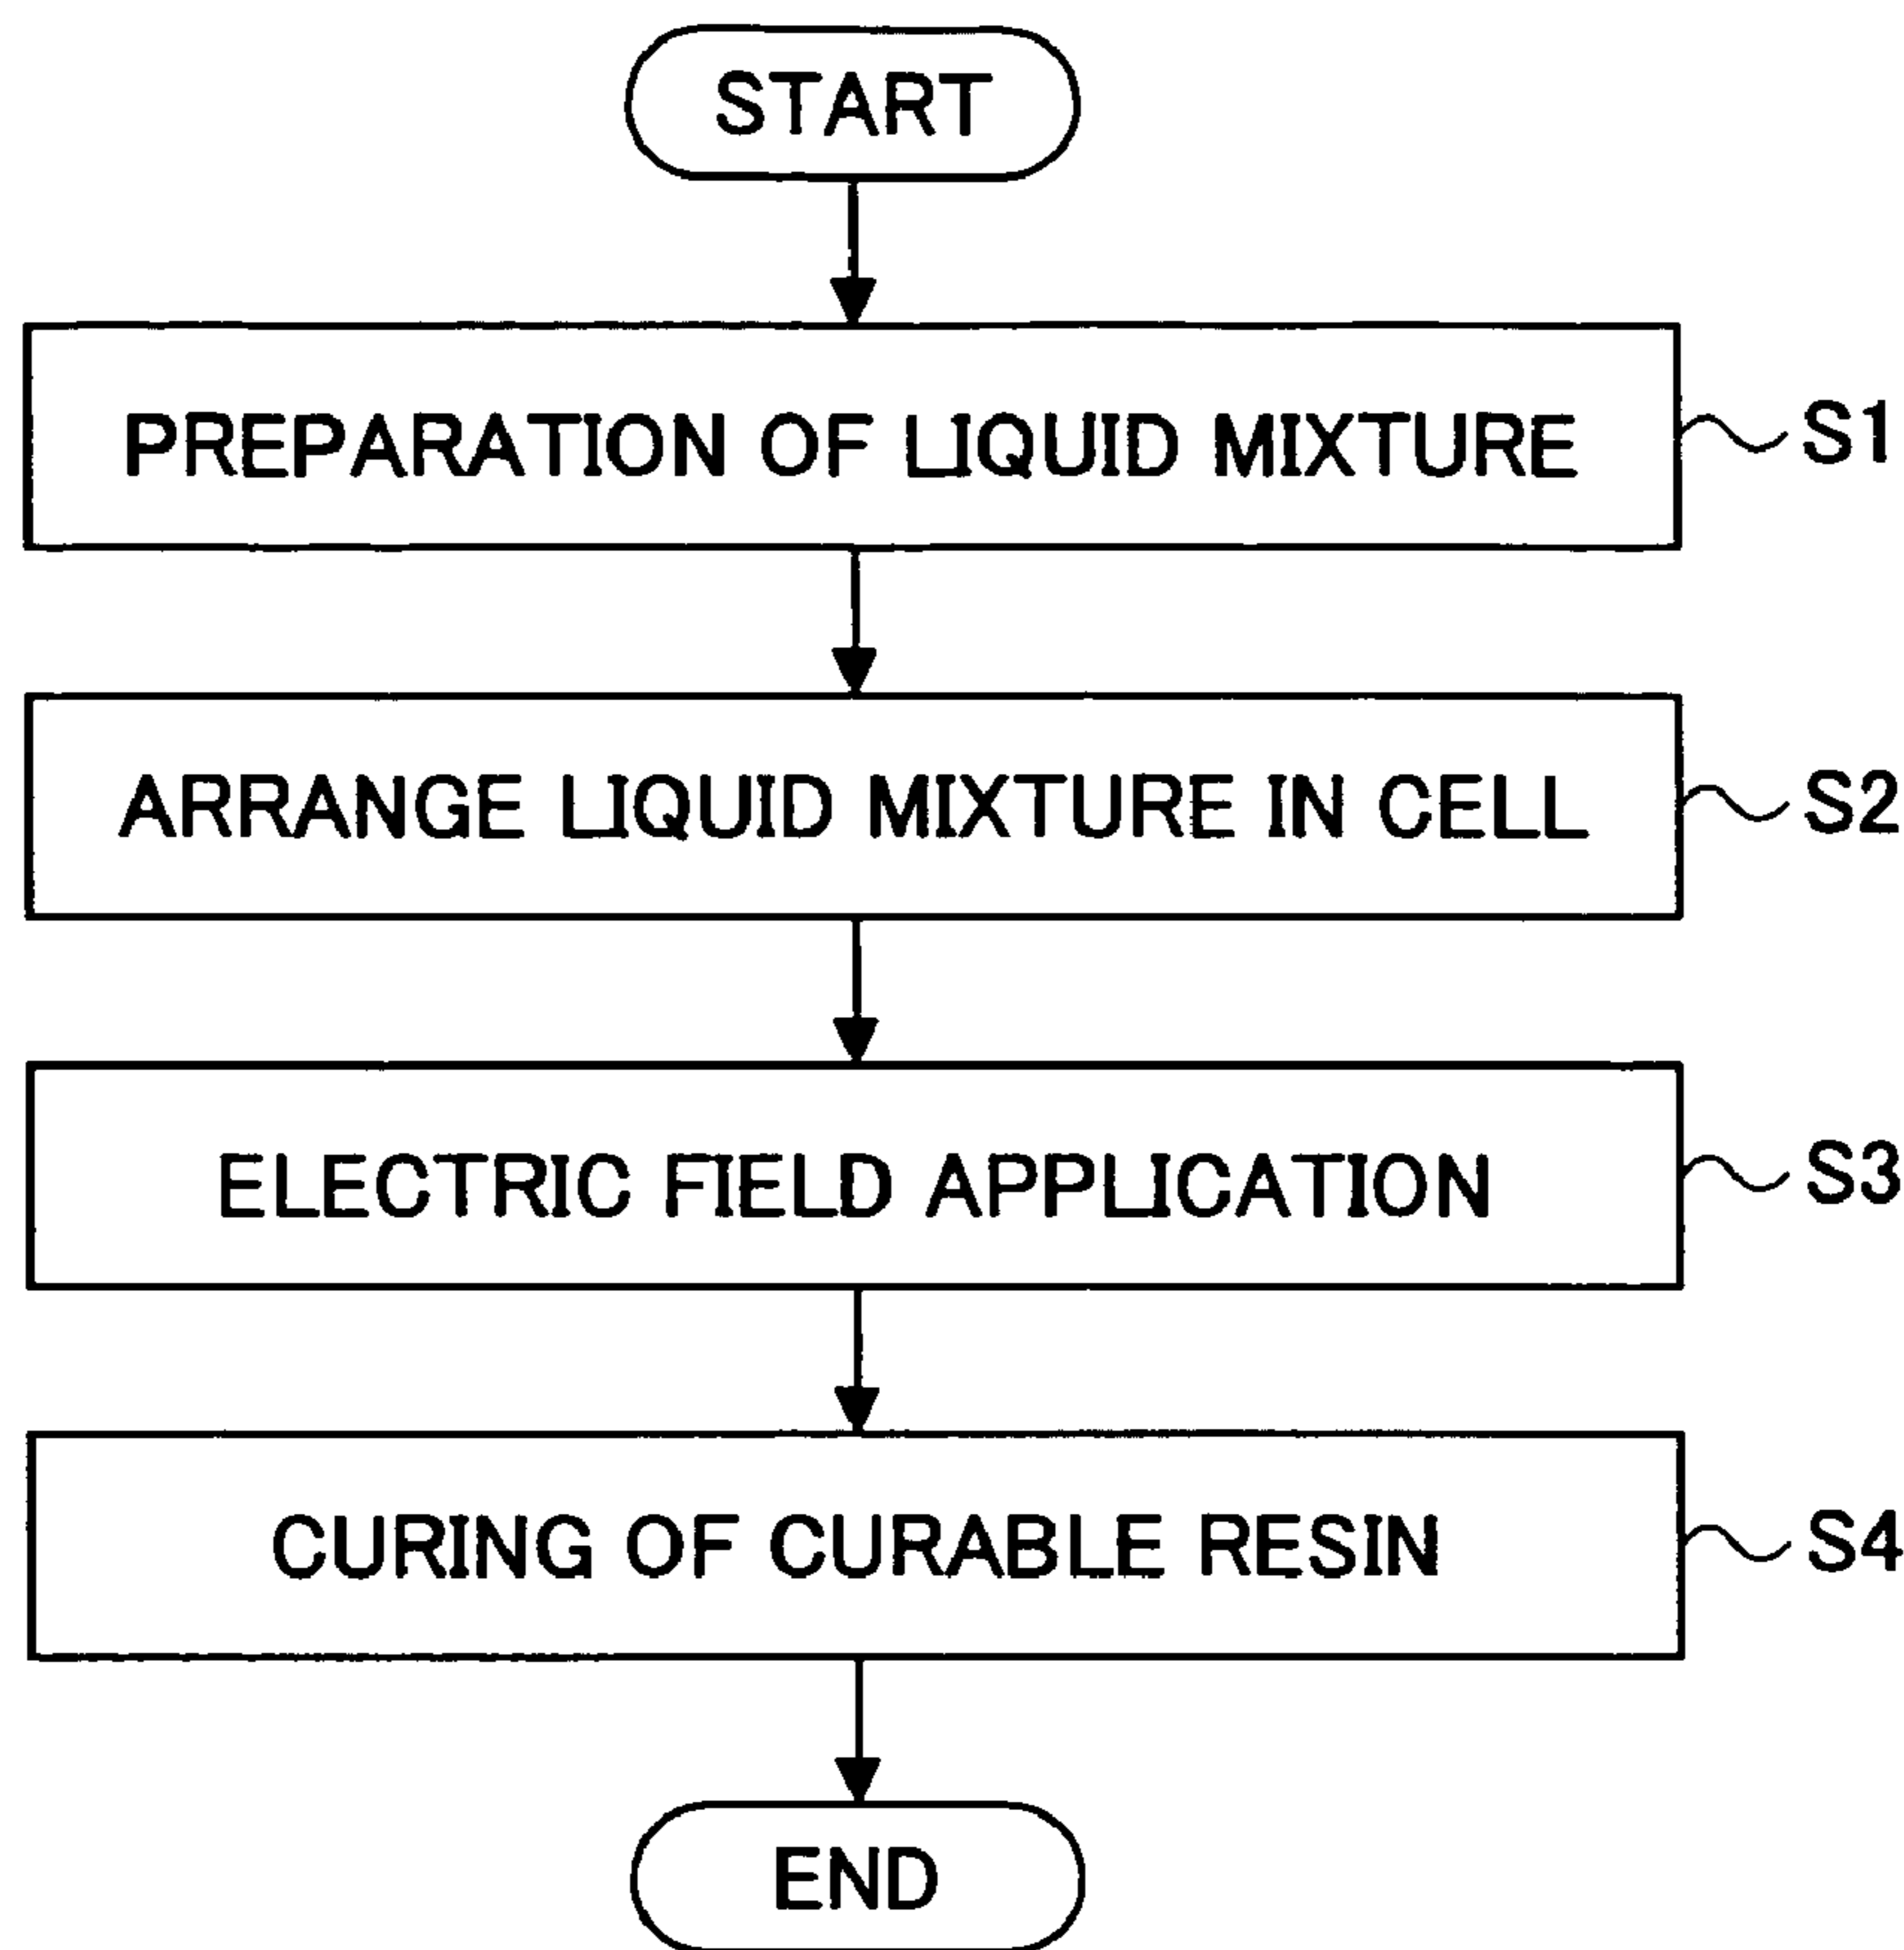 START
PREPARATION OF LIQUID MIXTURE
S1
ARRANGE LIQUID MIXTURE IN CELL
S2
ELECTRIC FIELD APPLICATION
S3
CURING OF CURABLE RESIN
S4
END